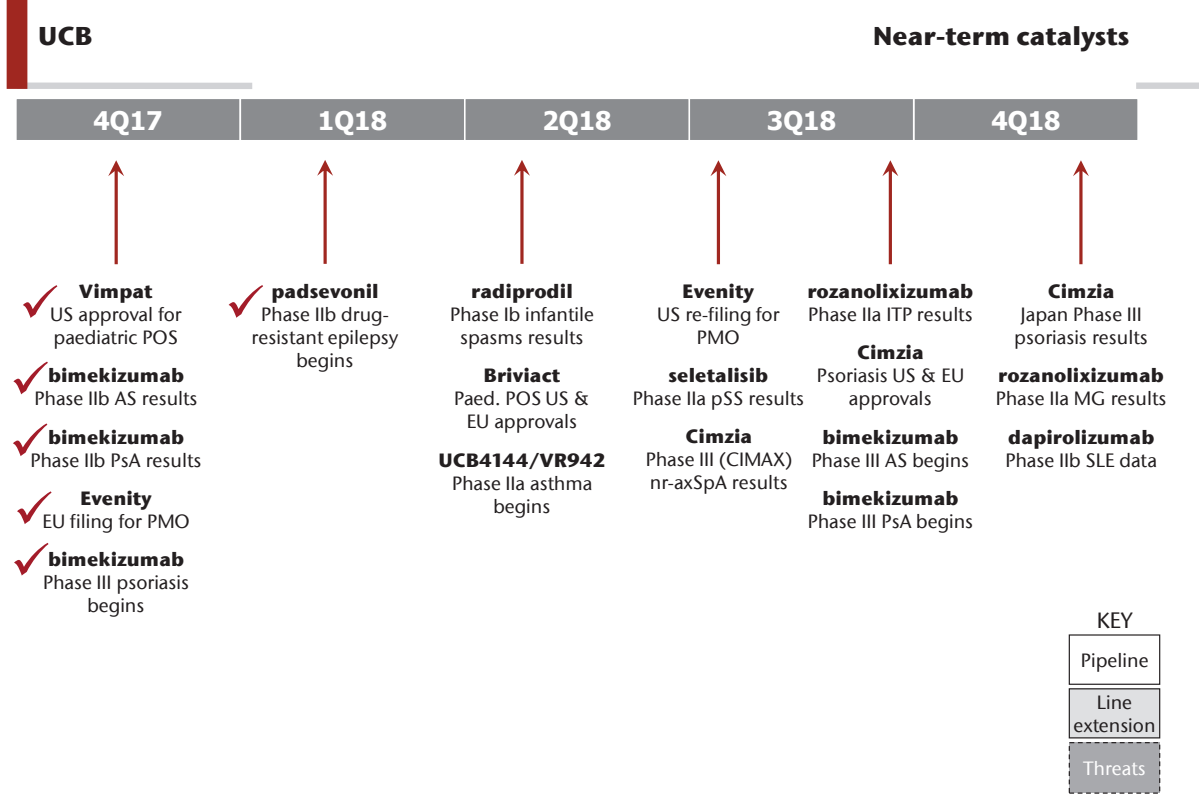 UCB
Near-term catalysts
4Q17
1Q18
2Q18
3Q18
4Q18
Vimpat
US approval for
paediatric POS
bimekizumab
Phase IIb AS results
bimekizumab
Phase IIb PsA results
Evenity
EU filing for PMO
bimekizumab
Phase III psoriasis
begins
padsevonil
Phase IIb drug-
resistant epilepsy
begins
radiprodil
Phase Ib infantile
spasms results
Briviact
Paed. POS US &
EU approvals
UCB4144/VR942
Phase IIa asthma
begins
Evenity
US re-filing for
PMO
seletalisib
Phase IIa pSS results
Cimzia
Phase III (CIMAX)
nr-axSpA results
rozanolixizumab
Phase IIa ITP results
Cimzia
Psoriasis US & EU
approvals
bimekizumab
Phase III AS begins
bimekizumab
Phase III PsA begins
Cimzia
Japan Phase III
psoriasis results
rozanolixizumab
Phase IIa MG results
dapirolizumab
Phase IIb SLE data
KEY
Pipeline
Line
extension
Threats